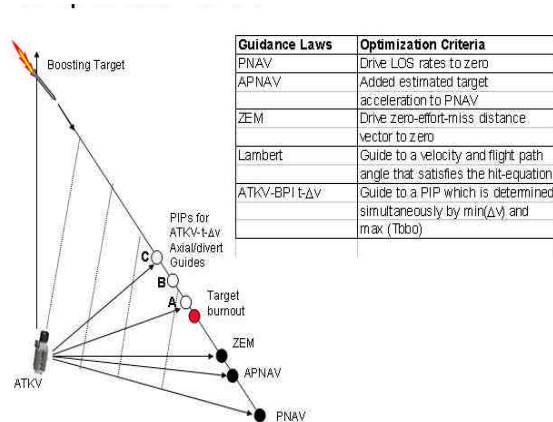 Boosting Target
Guidance Laws Optimization Criteria
PNAV Drive LOS rates to zero
APNAV Added estimated target
acceleration to PNAV
ZEM Drive zero-effort-miss distance
vector to zero
Lambert Guide to a velocity and flight path
angle that satisfies the hit-equation
ATKV-BPI t-Δv Guide to a PIP which is determined
simultaneously by min(Δv) and
max (Tbbo)
PIPs for
ATKV-t-Δv
Axial/divert
Guides
C
B
A
Target
burnout
ZEM
APNAV
PNAV
ATKV